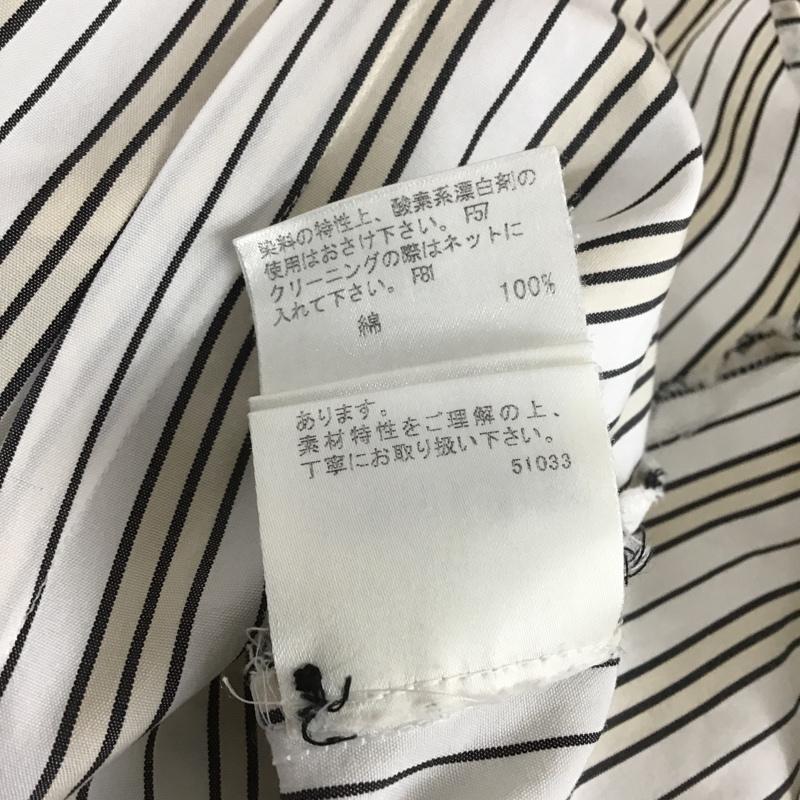 染料の特性上、酸素系漂白剤の
使用はおさけ下さい。 F57
クリーニングの際はネットに
入れて下さい。 F81
綿 100%
あります。
素材特性をご理解の上、
丁寧にお取り扱い下さい。
51033